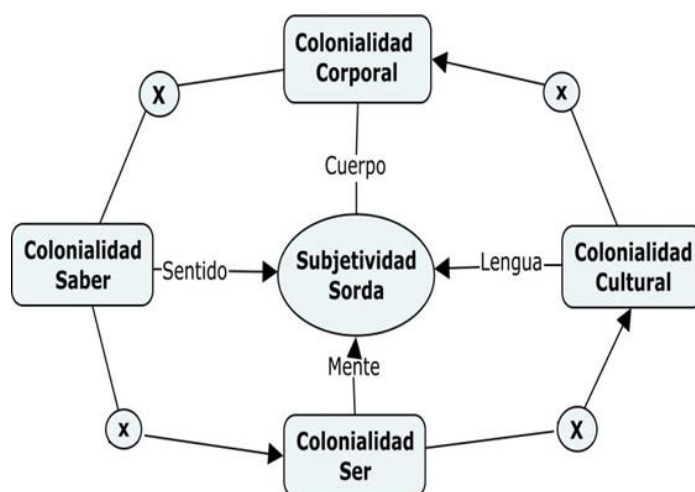 Colonialidad
Corporal
X
x
Cuerpo
Colonialidad
Saber
Sentido
Subjetividad
Sorda
Lengua
Colonialidad
Cultural
Mente
x
Colonialidad
Ser
X